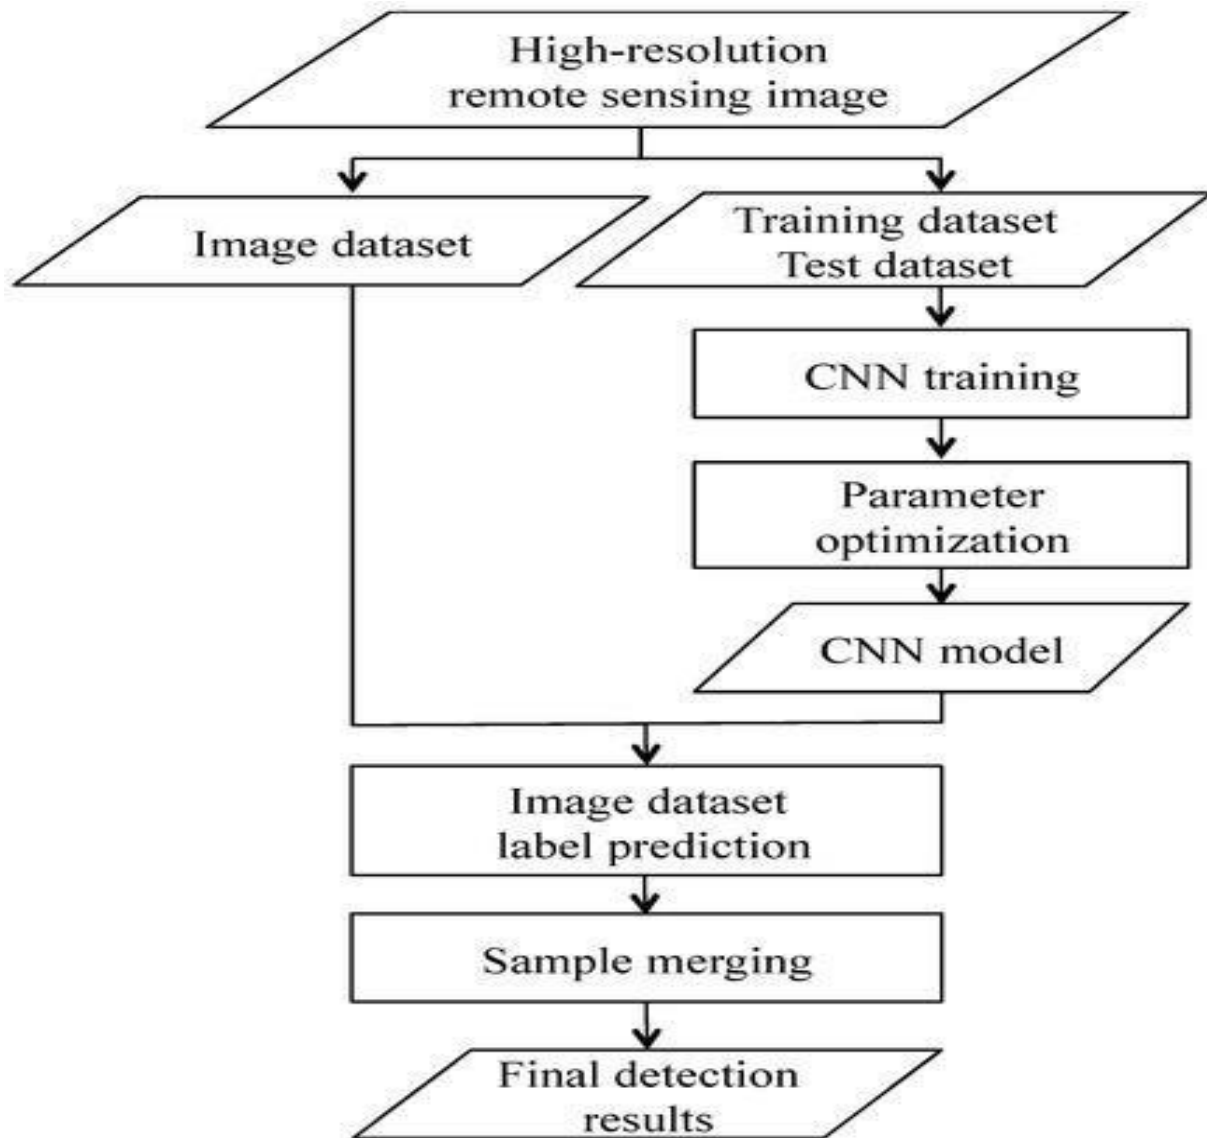 High-resolution
remote sensing image
Image dataset
Training dataset
Test dataset
CNN training
Parameter
optimization
CNN model
Image dataset
label prediction
Sample merging
Final detection
results